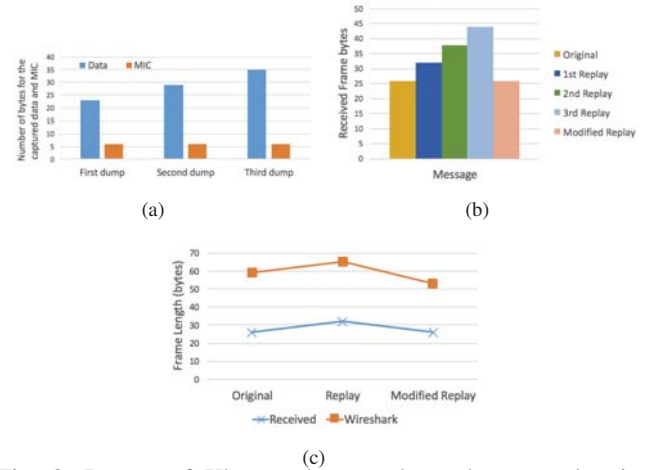 Number of bytes for the
captured data and MIC
Data MIC
40
35
30
25
20
15
10
5
0
First dump Second dump Third dump
(a)
Received Frame bytes
50
45
40
35
30
25
20
15
10
5
0
Message
Original
1st Replay
2nd Replay
3rd Replay
Modified Replay
(b)
Frame Length (bytes)
70
60
50
40
30
20
10
0
Original Replay Modified Replay
Received Wireshark
(c)